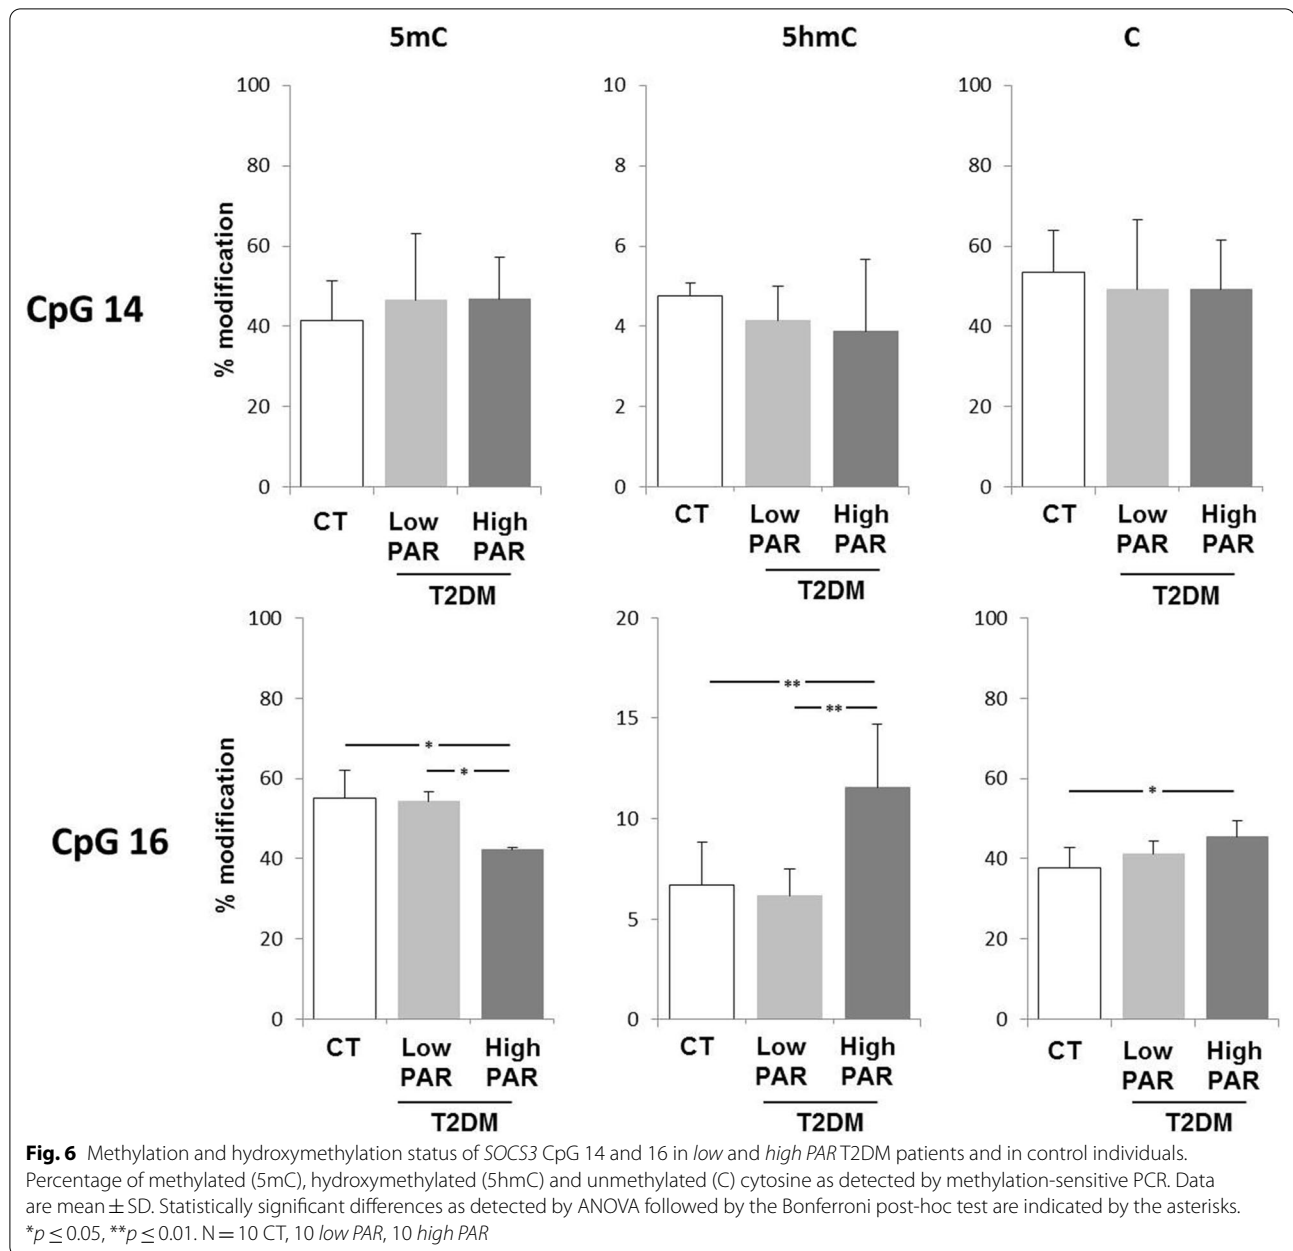 5mC 5hmC C
CpG 14
% modification
100
80
60
40
20
0
CT Low PAR High PAR
T2DM
10
8
6
4
2
0
CT Low PAR High PAR
T2DM
100
80
60
40
20
0
CT Low PAR High PAR
T2DM
CpG 16
% modification
100
80
60
40
20
0
* 
*
CT Low PAR High PAR
T2DM
20
15
10
5
0
**
**
CT Low PAR High PAR
T2DM
100
80
60
40
20
0
*
CT Low PAR High PAR
T2DM
Fig. 6 Methylation and hydroxymethylation status of SOCS3 CpG 14 and 16 in low and high PAR T2DM patients and in control individuals.
Percentage of methylated (5mC), hydroxymethylated (5hmC) and unmethylated (C) cytosine as detected by methylation-sensitive PCR. Data
are mean ± SD. Statistically significant differences as detected by ANOVA followed by the Bonferroni post-hoc test are indicated by the asterisks.
*p ≤ 0.05, **p ≤ 0.01. N = 10 CT, 10 low PAR, 10 high PAR